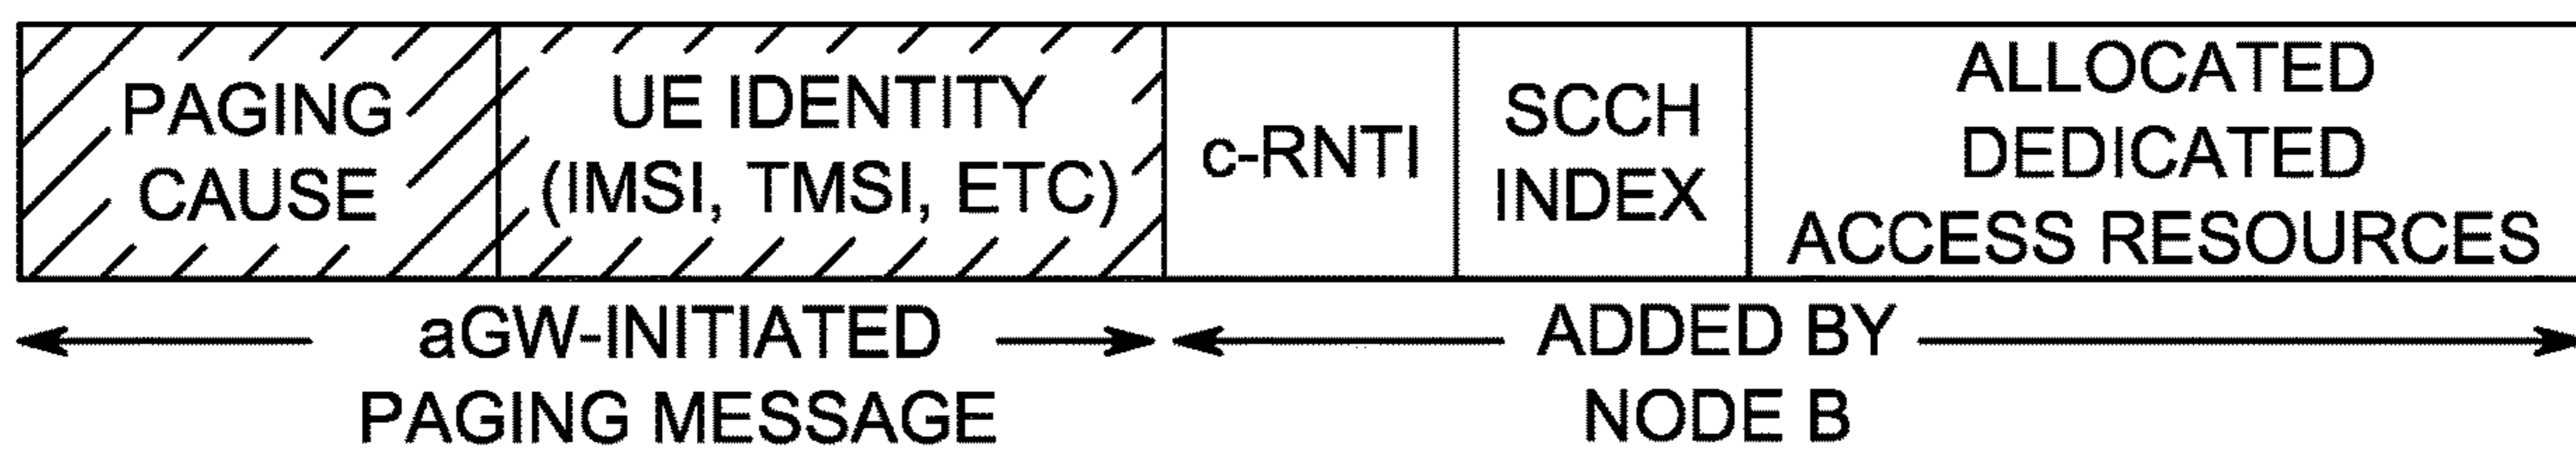 PAGING
CAUSE
UE IDENTITY
(IMSI, TMSI, ETC)
c-RNTI
SCCH
INDEX
ALLOCATED
DEDICATED
ACCESS RESOURCES
aGW-INITIATED
PAGING MESSAGE
ADDED BY
NODE B